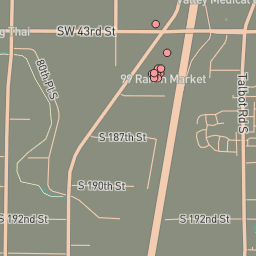 Valley Medical C
SW 43rd St
g Thai
99 Ranch Market
80th Pl S
Talbot Rd S
S 187th St
S 190th St
S 192nd St
S 192nd St